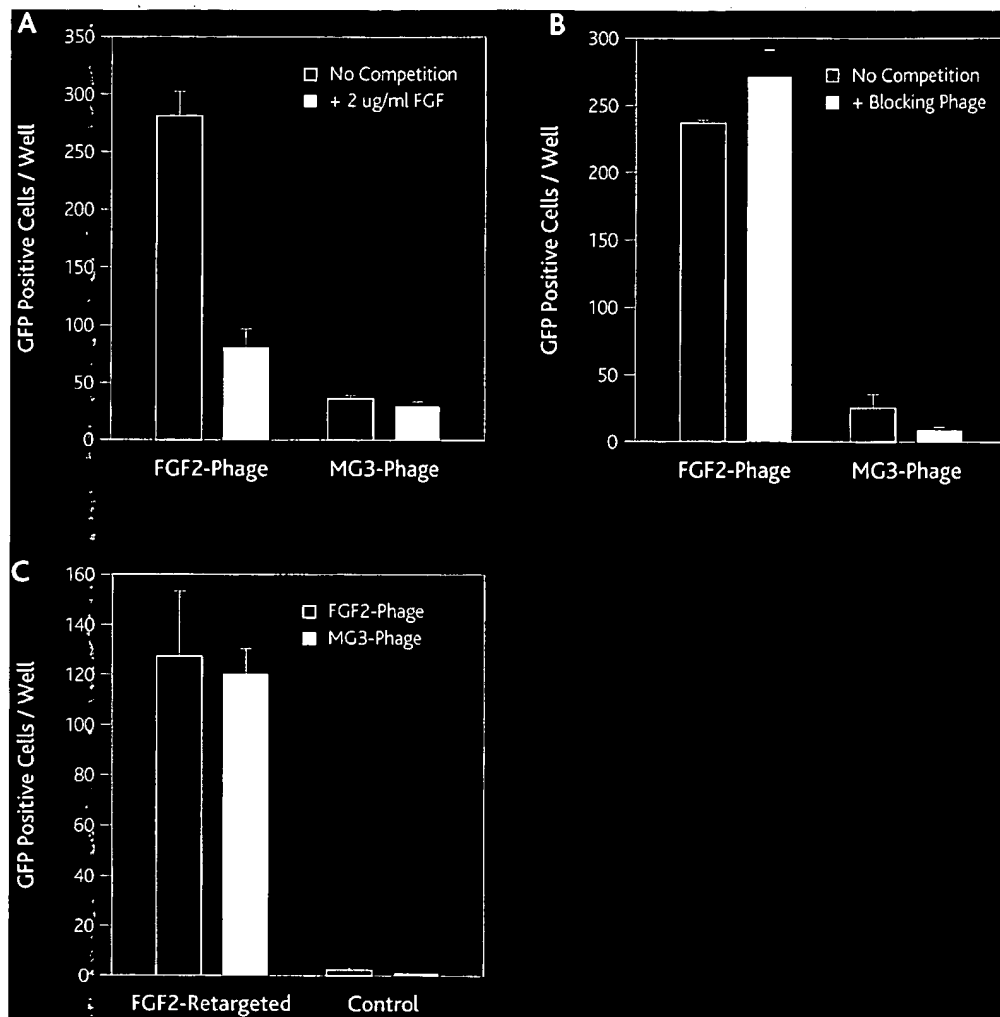 A
350
300
250
200
150
100
50
0
GFP Positive Cells / Well
No Competition
+ 2 ug/ml FGF
FGF2-Phage
MG3-Phage
B
300
250
200
150
100
50
0
GFP Positive Cells / Well
No Competition
+ Blocking Phage
FGF2-Phage
MG3-Phage
C
160
140
120
100
80
60
40
20
0
GFP Positive Cells / Well
FGF2-Phage
MG3-Phage
FGF2-Retargeted
Control